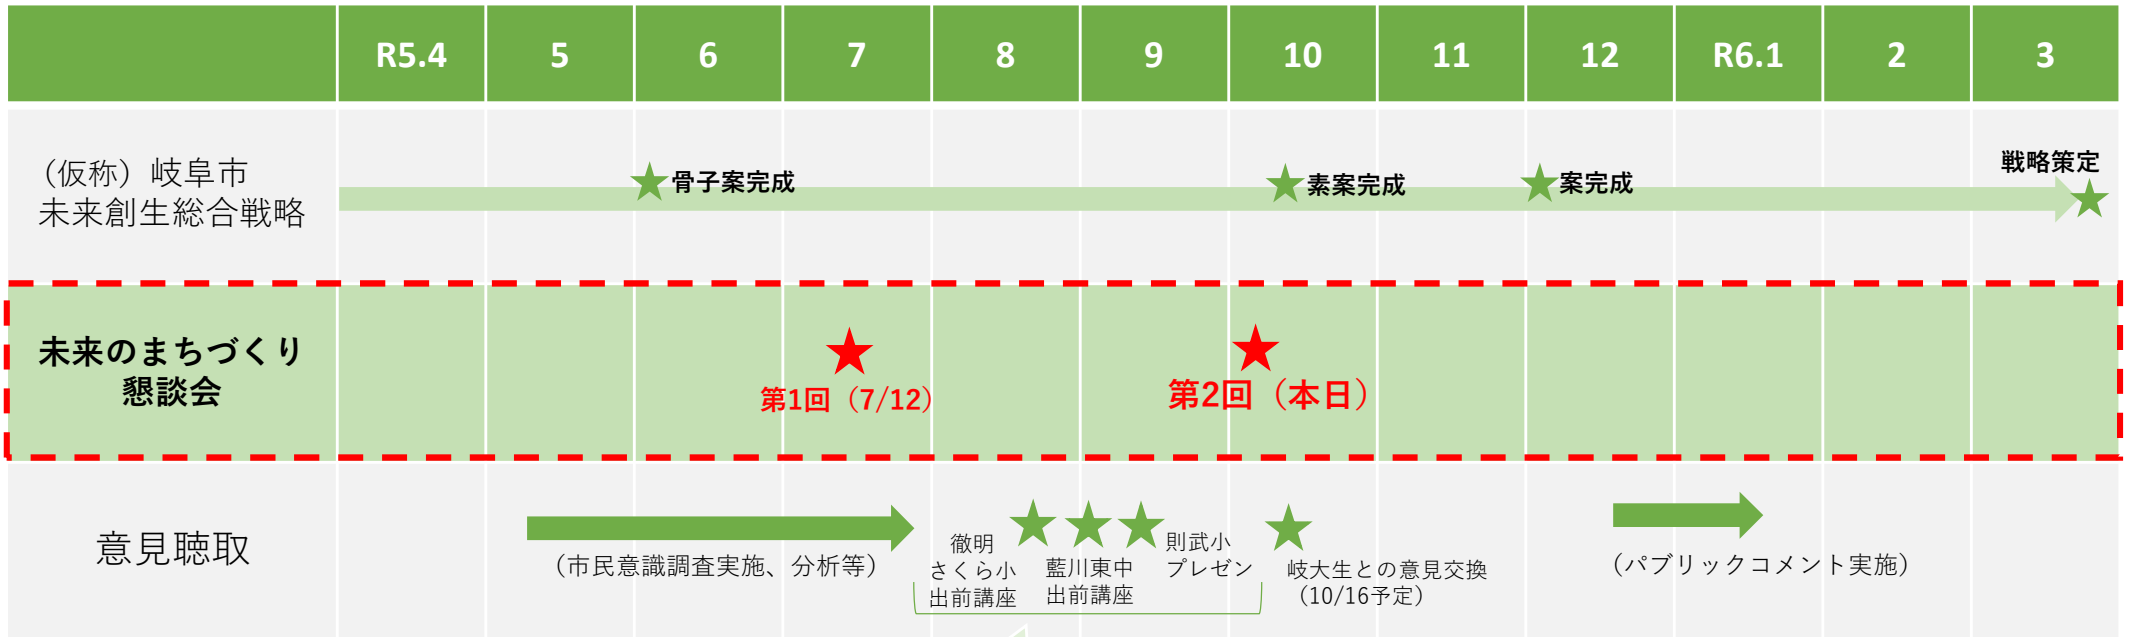 R5.4 5 6 7 8 9 10 11 12 R6.1 2 3
（仮称）岐阜市
未来創生総合戦略
骨子案完成
素案完成
案完成
戦略策定
未来のまちづくり
懇談会
第1回（7/12）
第2回（本日）
意見聴取
（市民意識調査実施、分析等）
徹明
さくら小
出前講座
藍川東中
出前講座
則武小
プレゼン
岐大生との意見交換
（10/16予定）
（パブリックコメント実施）